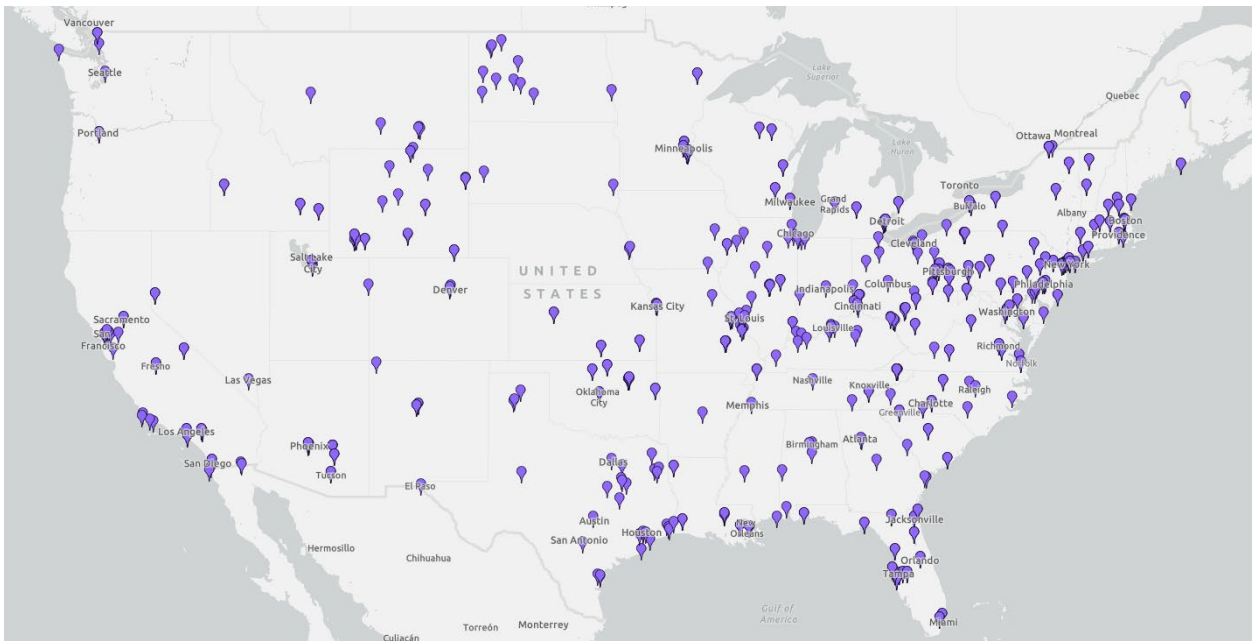 Winnipeg
Vancouver
Seattle
Portland
Lake
Superior
Quebec
Ottawa
Montreal
Minneapolis
Lake
Huron
Toronto
Milwaukee
Grand
Rapids
Buffalo
Albany
Detroit
Boston
Providence
Chicago
Cleveland
Salt Lake
City
UNITED
STATES
Denver
Pittsburgh
New York
Indianapolis
Columbus
Philadelphia
Kansas City
Cincinnati
Washington
Sacramento
San
Francisco
St. Louis
Louisville
Richmond
Fresno
Norfolk
Las Vegas
Nashville
Knoxville
Raleigh
Oklahoma
City
Memphis
Charlotte
Greenville
Los Angeles
Phoenix
Birmingham
Atlanta
San Diego
Tucson
Dallas
El Paso
Austin
Jacksonville
Houston
New
Orleans
San Antonio
Hermosillo
Chihuahua
Orlando
Tampa
Gulf of
America
Miami
Torreón
Monterrey
Culiacán